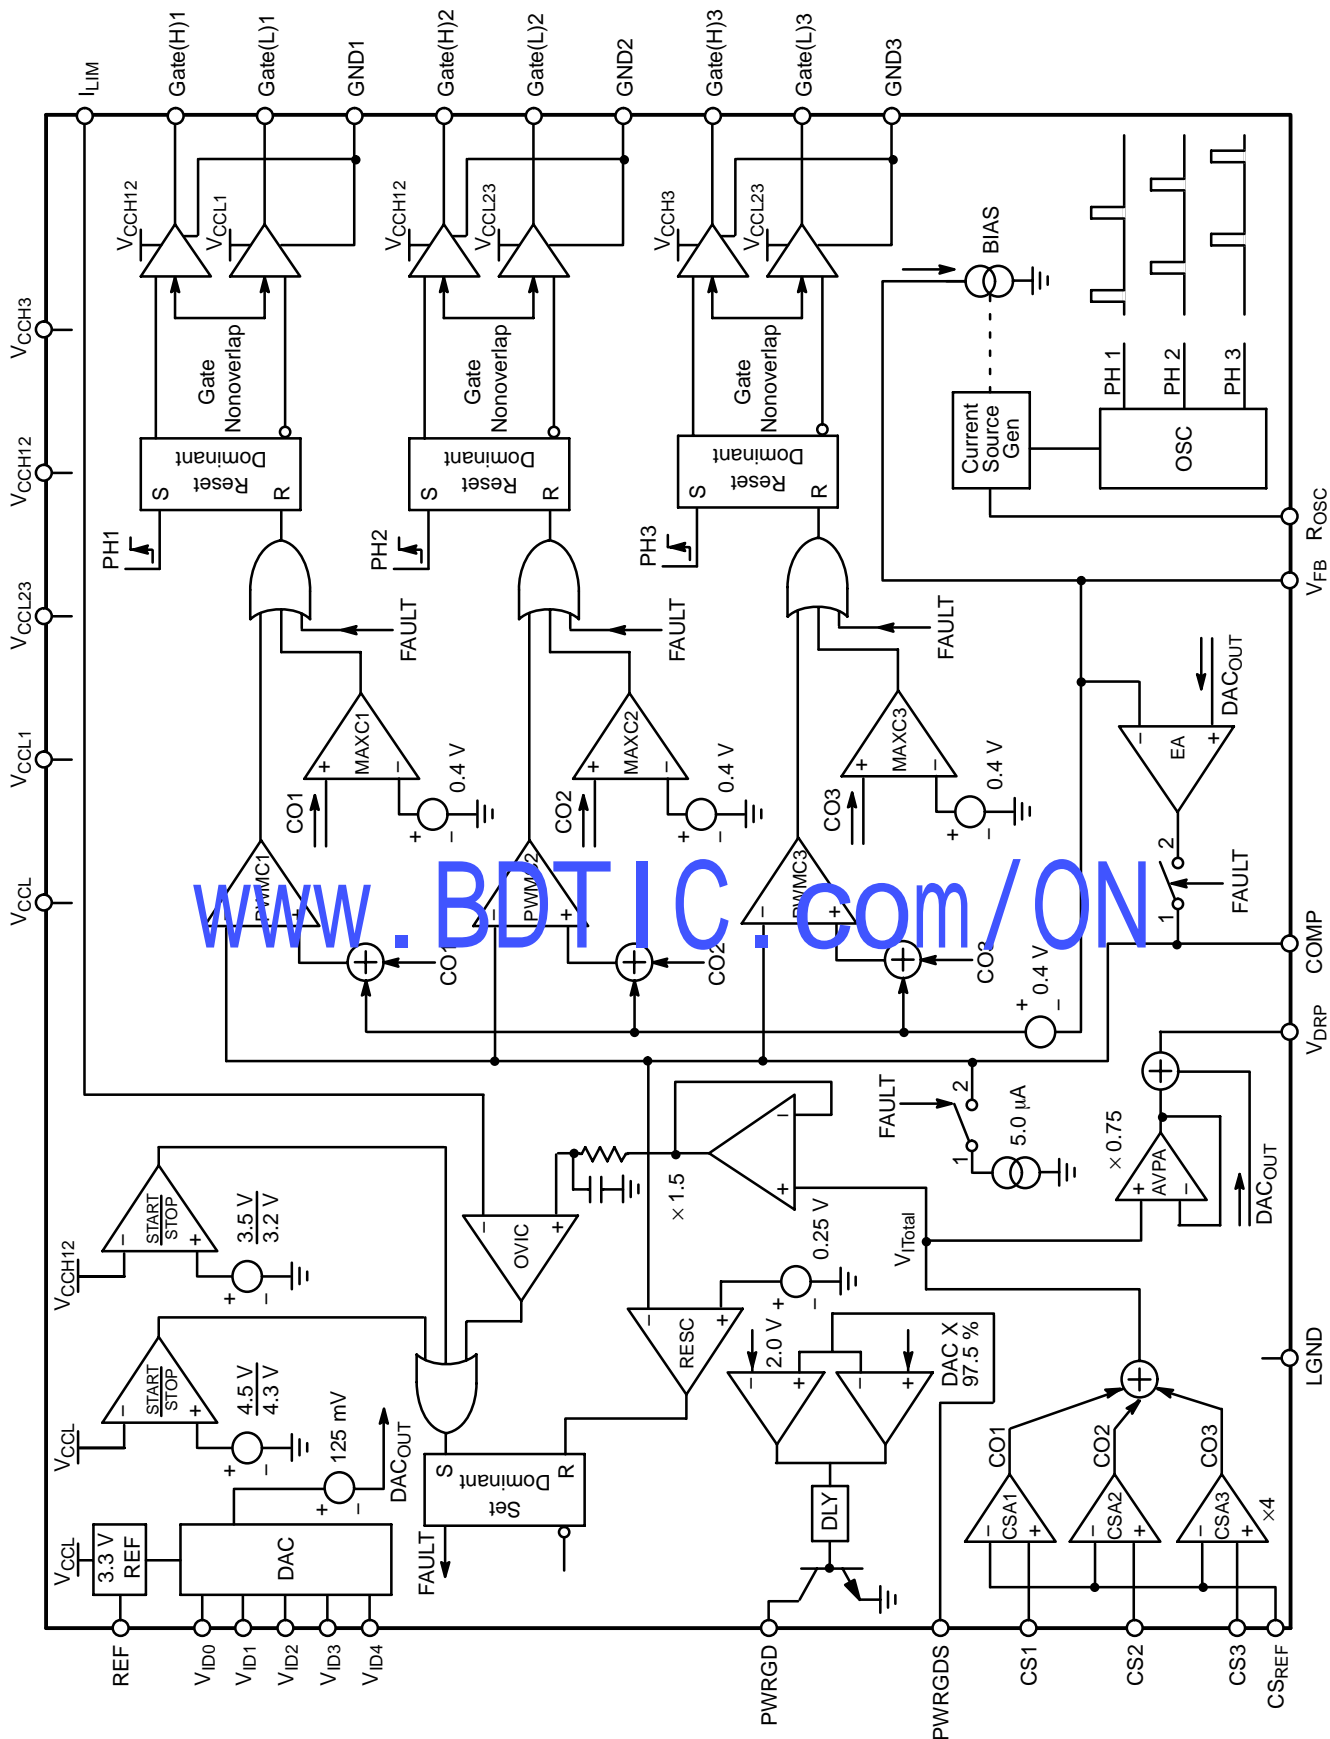 ILIM
Gate(H)1
Gate(L)1
GND1
Gate(H)2
Gate(L)2
GND2
Gate(H)3
Gate(L)3
GND3
VCCH3
VCCH12
VCCL23
VCCL1
VCCL
VCCH12
VCCL1
VCCH12
VCCL23
VCCH3
VCCL23
BIAS
Gate
Nonoverlap
Gate
Nonoverlap
Gate
Nonoverlap
S
Reset
Dominant
R
S
Reset
Dominant
R
S
Reset
Dominant
R
PH1
PH2
PH3
Current
Source
Gen
OSC
PH 1
PH 2
PH 3
ROSC
VFB
FAULT
FAULT
FAULT
MAXC1
+
−
MAXC2
+
−
MAXC3
+
−
CO1
CO2
CO3
+
−
0.4 V
+
−
0.4 V
+
−
0.4 V
DACOUT
EA
−
+
2
1
FAULT
COMP
PWMC1
−
+
PWMC2
−
+
PWMC3
−
+
www.BDTIC.com/ON
CO1
CO2
CO3
+
+
+
+
−
0.4 V
VDRP
FAULT
2
1
5.0 μA
× 0.75
AVPA
+
−
+
DACOUT
× 1.5
−
+
VITotal
OVIC
−
+
START
STOP
−
+
VCCH12
3.5 V
3.2 V
+
−
START
STOP
−
+
VCCL
4.5 V
4.3 V
+
−
RESC
−
+
0.25 V
+
−
2.0 V
−
+
−
+
DAC X
97.5 %
LGND
125 mV
+
−
DACOUT
S
Set
Dominant
R
FAULT
VCCL
3.3 V
REF
DAC
DLY
+
CO1
CO2
CO3
CSA1
−
+
CSA2
−
+
CSA3
−
+
×4
REF
VID0
VID1
VID2
VID3
VID4
PWRGD
PWRGDS
CS1
CS2
CS3
CSREF